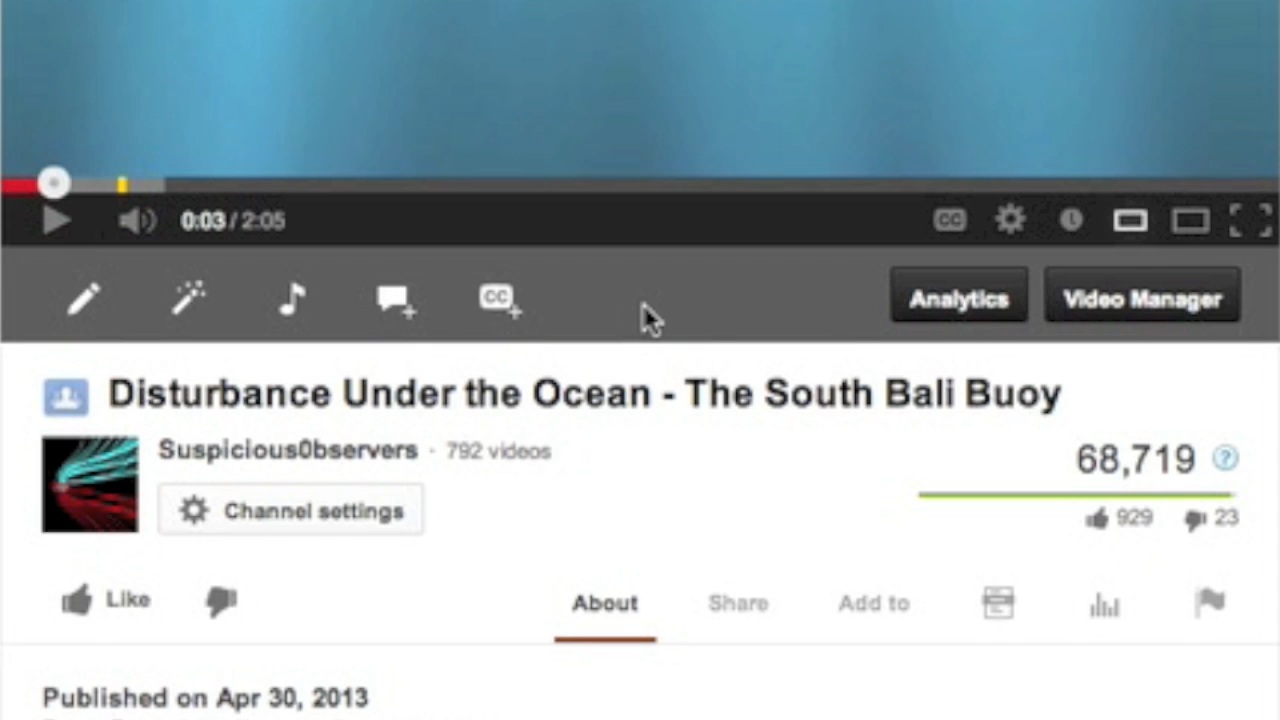 0:03 / 2:05
CC
CC
Analytics
Video Manager
Disturbance Under the Ocean - The South Bali Buoy
Suspicious0bservers · 792 videos
68,719 ?
Channel settings
929
23
Like
About
Share
Add to
Published on Apr 30, 2013